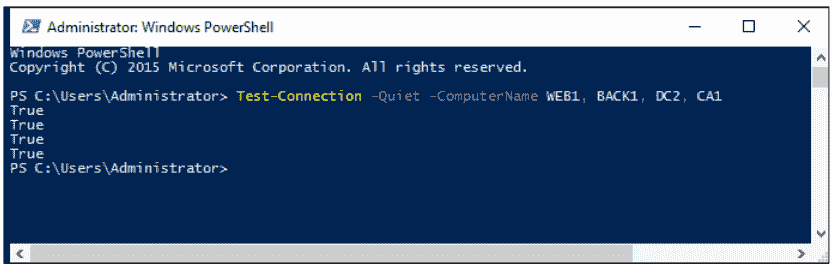 Administrator: Windows PowerShell
Windows PowerShell
Copyright (C) 2015 Microsoft Corporation. All rights reserved.
PS C:\Users\Administrator> Test-Connection -Quiet -ComputerName WEB1, BACK1, DC2, CA1
True
True
True
True
PS C:\Users\Administrator>